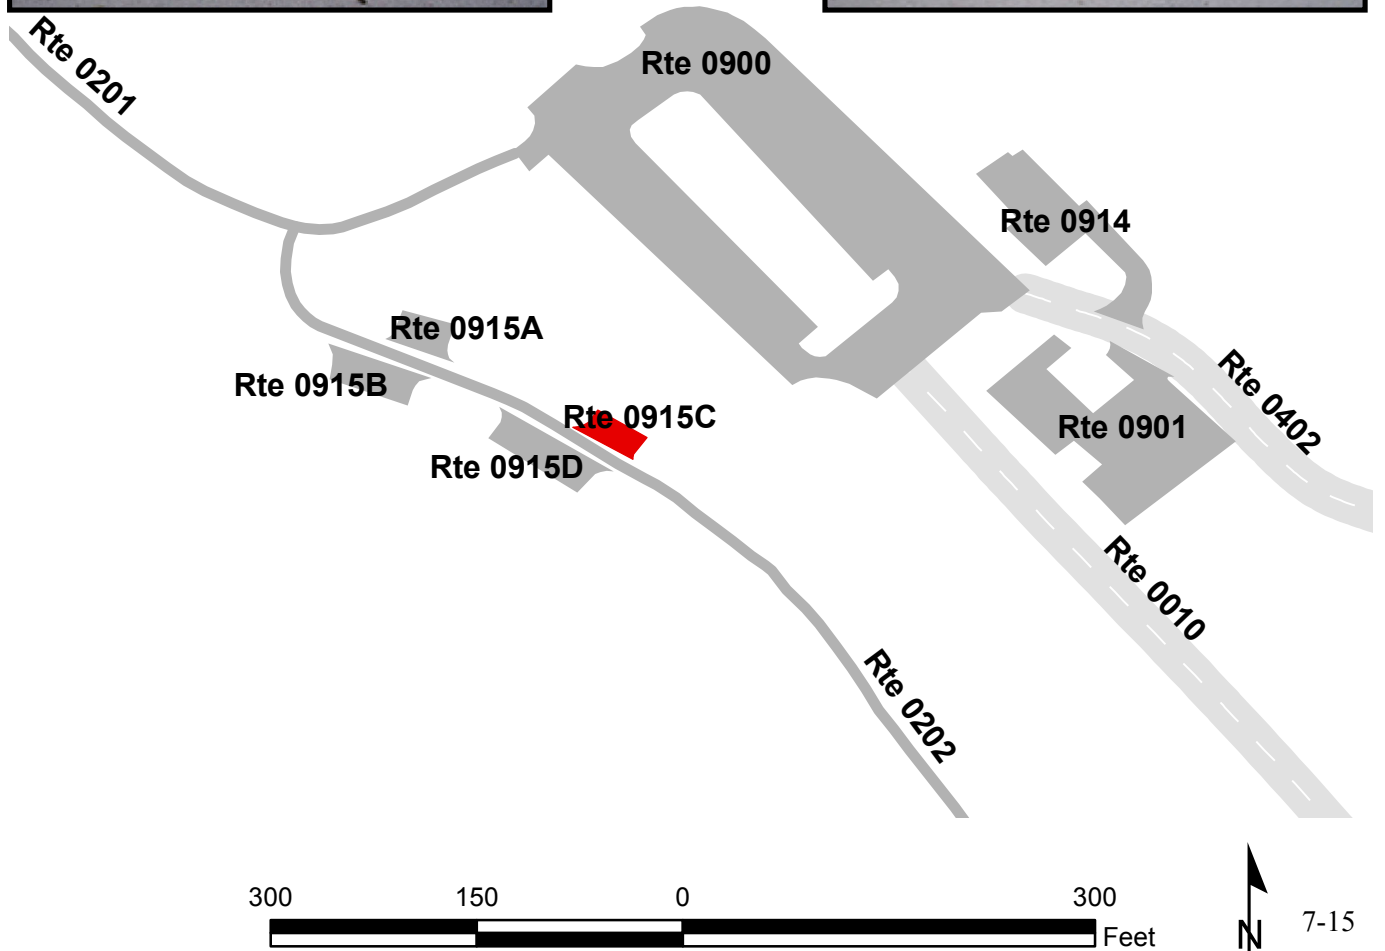 Rte 0201
Rte 0900
Rte 0914
Rte 0915A
Rte 0915B
Rte 0402
Rte 0915C
Rte 0901
Rte 0915D
Rte 0010
Rte 0202
300 150 0 300
Feet
N
7-15